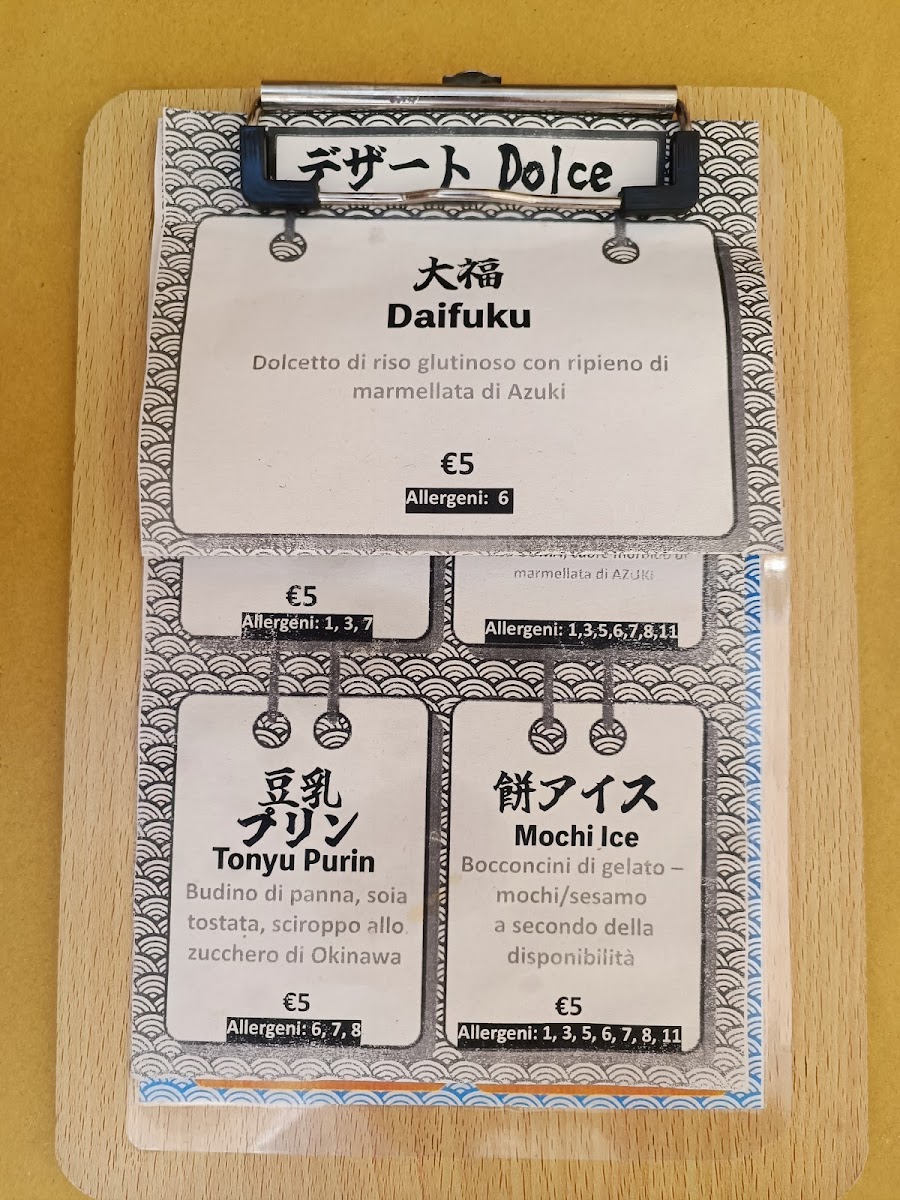 デザート Dolce
大福
Daifuku
Dolcetto di riso glutinoso con ripieno di
marmellata di Azuki
€5
Allergeni: 6
€5
Allergeni: 1, 3, 7
marmellata di AZUKI
Allergeni: 1,3,5,6,7,8,11
豆乳
プリン
Tonyu Purin
Budino di panna, soia
tostata, sciroppo allo
zucchero di Okinawa
€5
Allergeni: 6, 7, 8
餅アイス
Mochi Ice
Bocconcini di gelato –
mochi/sesamo
a secondo della
disponibilità
€5
Allergeni: 1, 3, 5, 6, 7, 8, 11